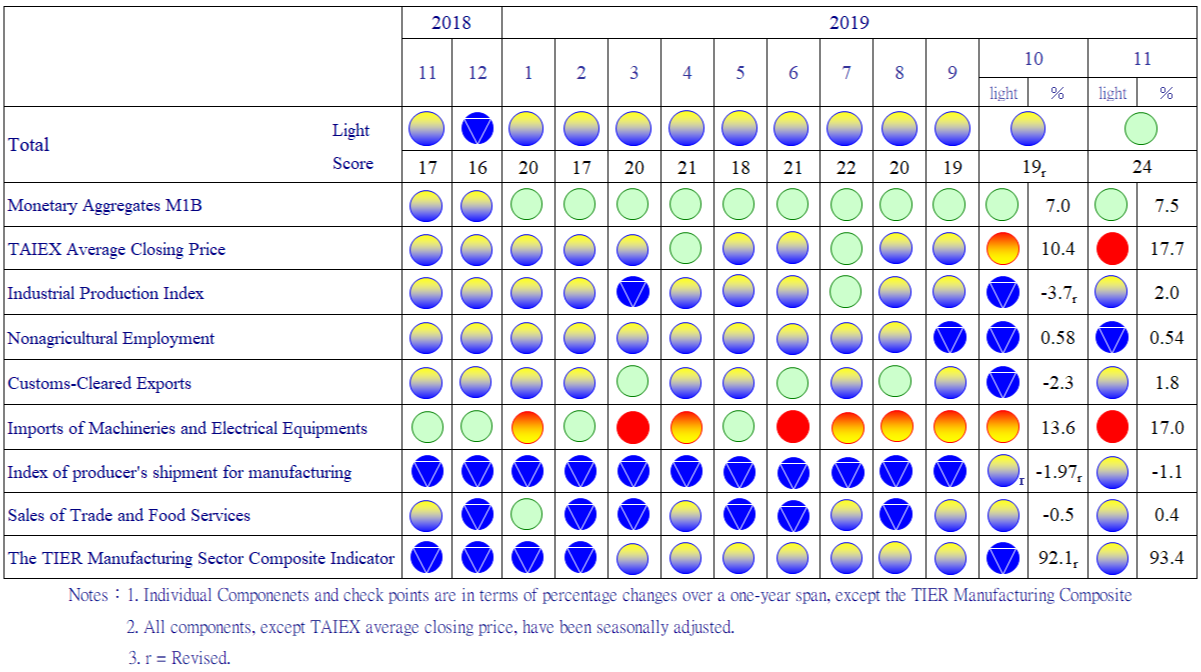 2018 2019
11 12 1 2 3 4 5 6 7 8 9 10 11
light % light %
Total Light
Score 17 16 20 17 20 21 18 21 22 20 19 19r 24
Monetary Aggregates M1B 7.0 7.5
TAIEX Average Closing Price 10.4 17.7
Industrial Production Index -3.7r 2.0
Nonagricultural Employment 0.58 0.54
Customs-Cleared Exports -2.3 1.8
Imports of Machineries and Electrical Equipments 13.6 17.0
Index of producer's shipment for manufacturing r -1.97r -1.1
Sales of Trade and Food Services -0.5 0.4
The TIER Manufacturing Sector Composite Indicator 92.1r 93.4
Notes：1. Individual Componenets and check points are in terms of percentage changes over a one-year span, except the TIER Manufacturing Composite
2. All components, except TAIEX average closing price, have been seasonally adjusted.
3. r = Revised.